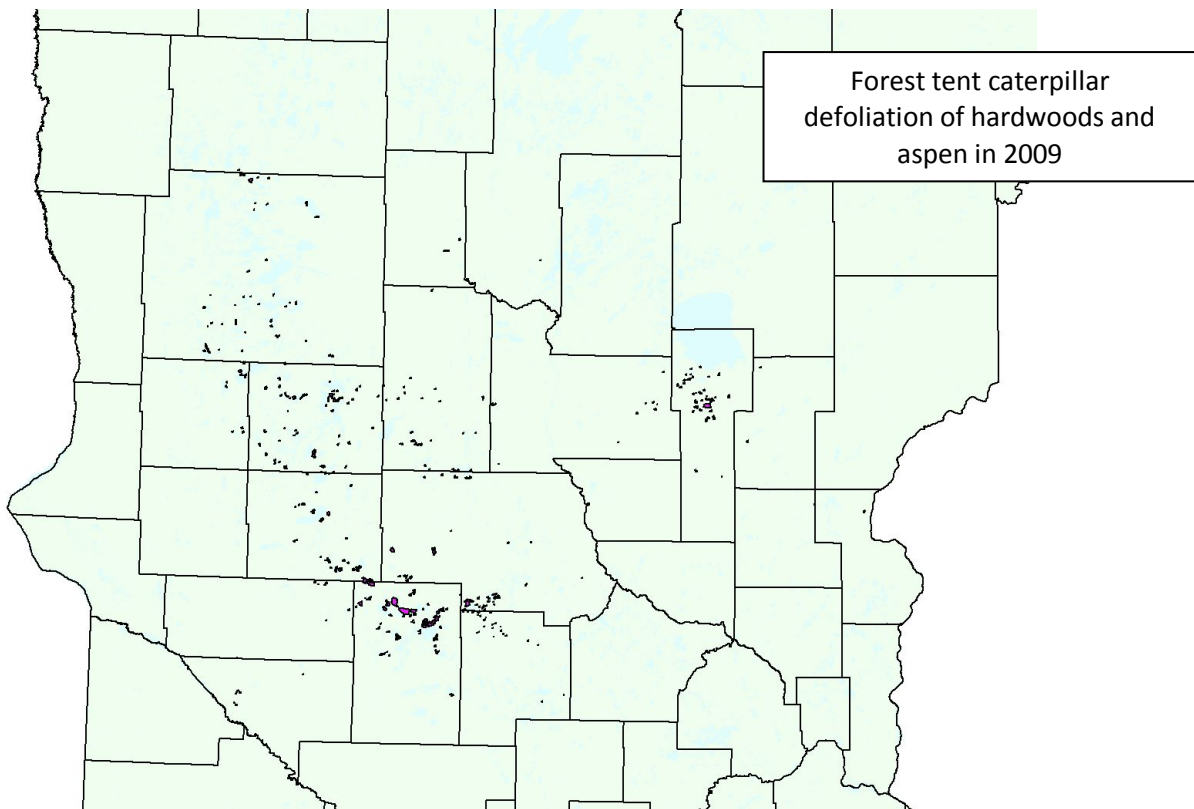 Forest tent caterpillar
defoliation of hardwoods and
aspen in 2009